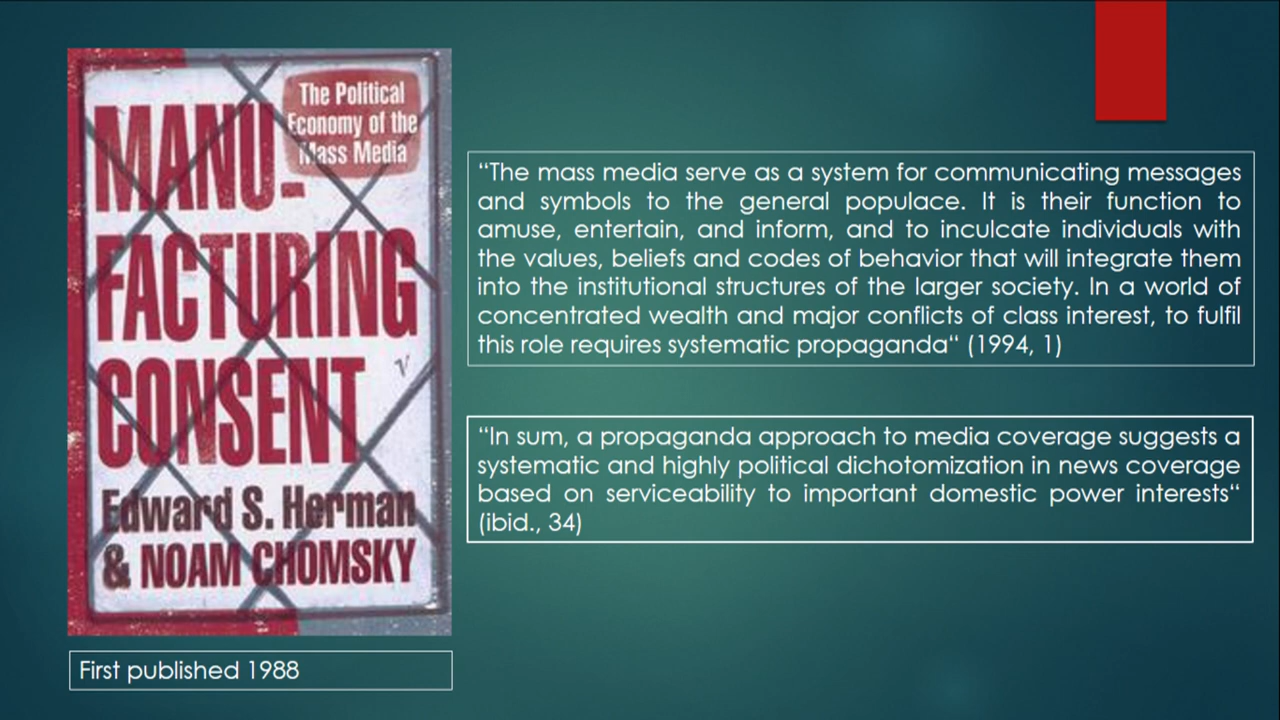 MANU-
FACTURING
CONSENT
The Political
Economy of the
Mass Media
Edward S. Herman
& NOAM CHOMSKY
First published 1988
“The mass media serve as a system for communicating messages
and symbols to the general populace. It is their function to
amuse, entertain, and inform, and to inculcate individuals with
the values, beliefs and codes of behavior that will integrate them
into the institutional structures of the larger society. In a world of
concentrated wealth and major conflicts of class interest, to fulfil
this role requires systematic propaganda“ (1994, 1)
“In sum, a propaganda approach to media coverage suggests a
systematic and highly political dichotomization in news coverage
based on serviceability to important domestic power interests“
(ibid., 34)